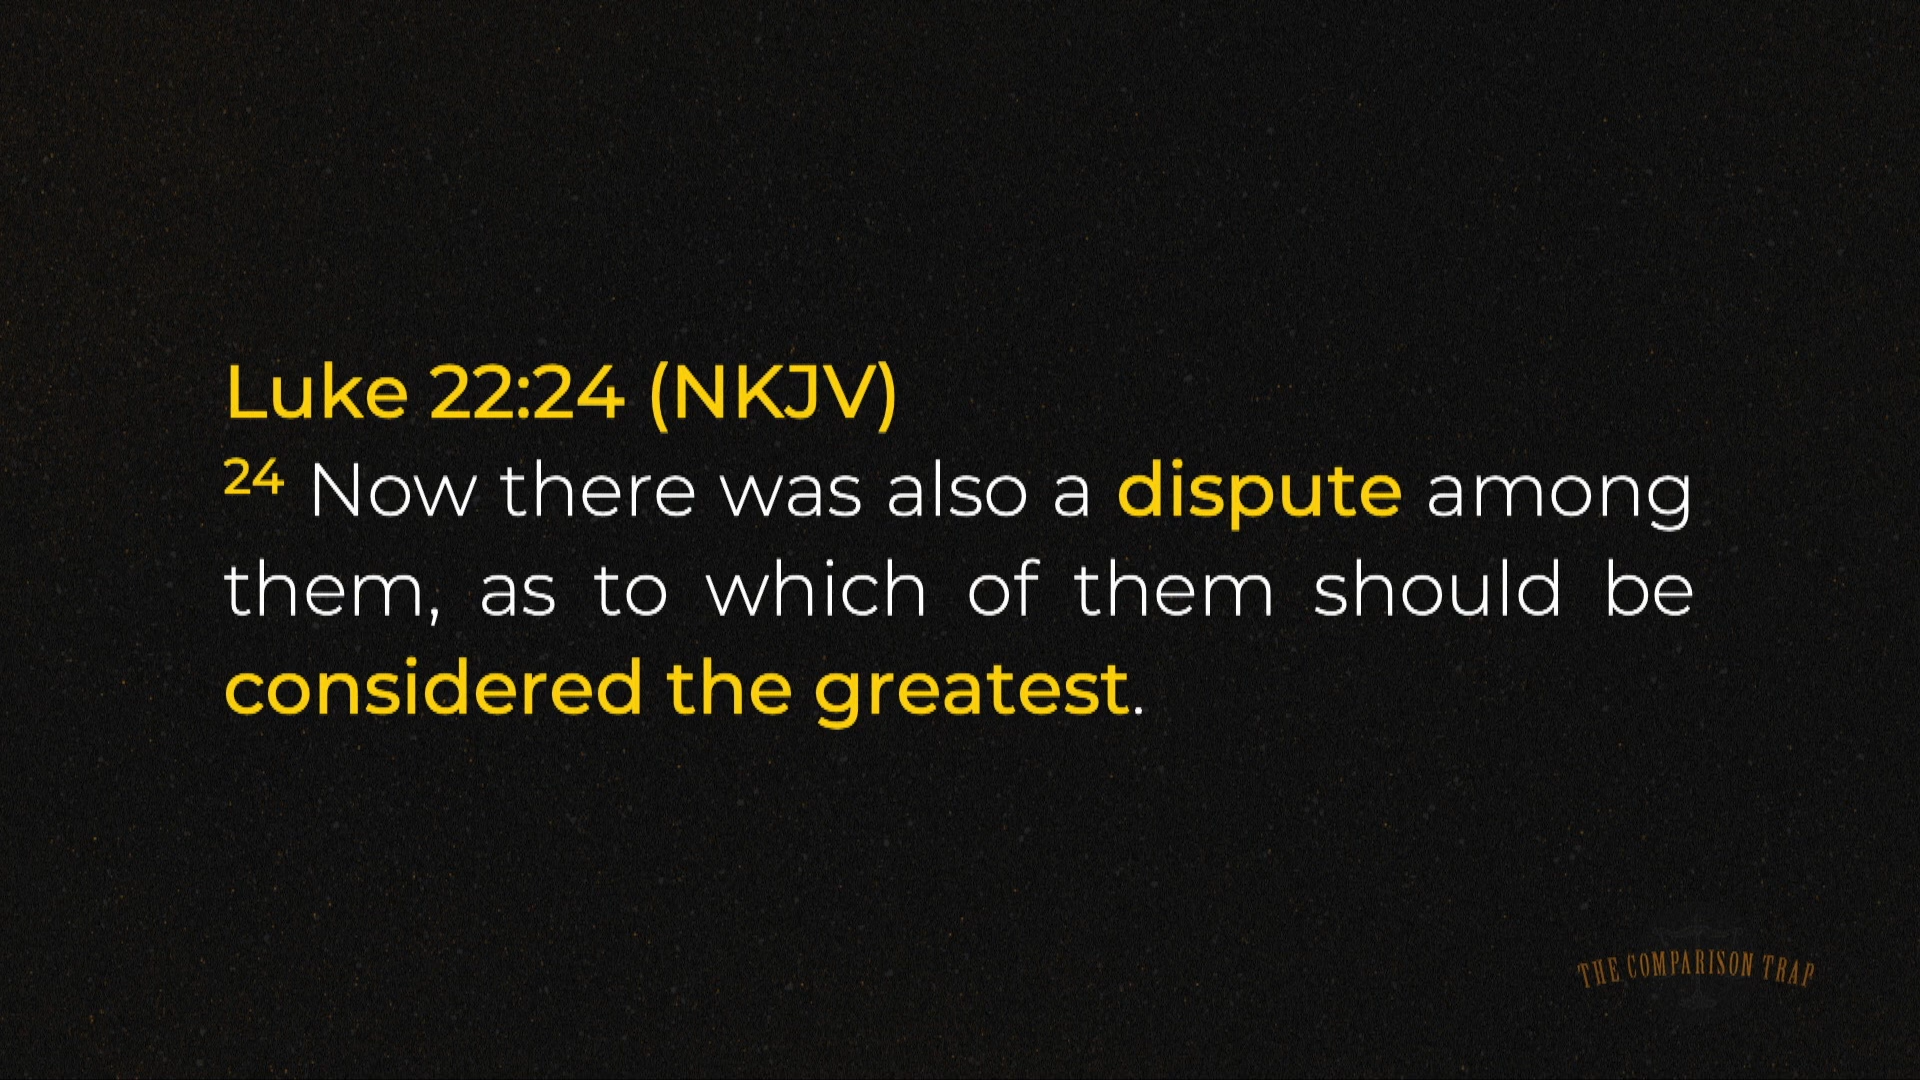 Luke 22:24 (NKJV)
24 Now there was also a dispute among
them, as to which of them should be
considered the greatest.
THE COMPARISON TRAP